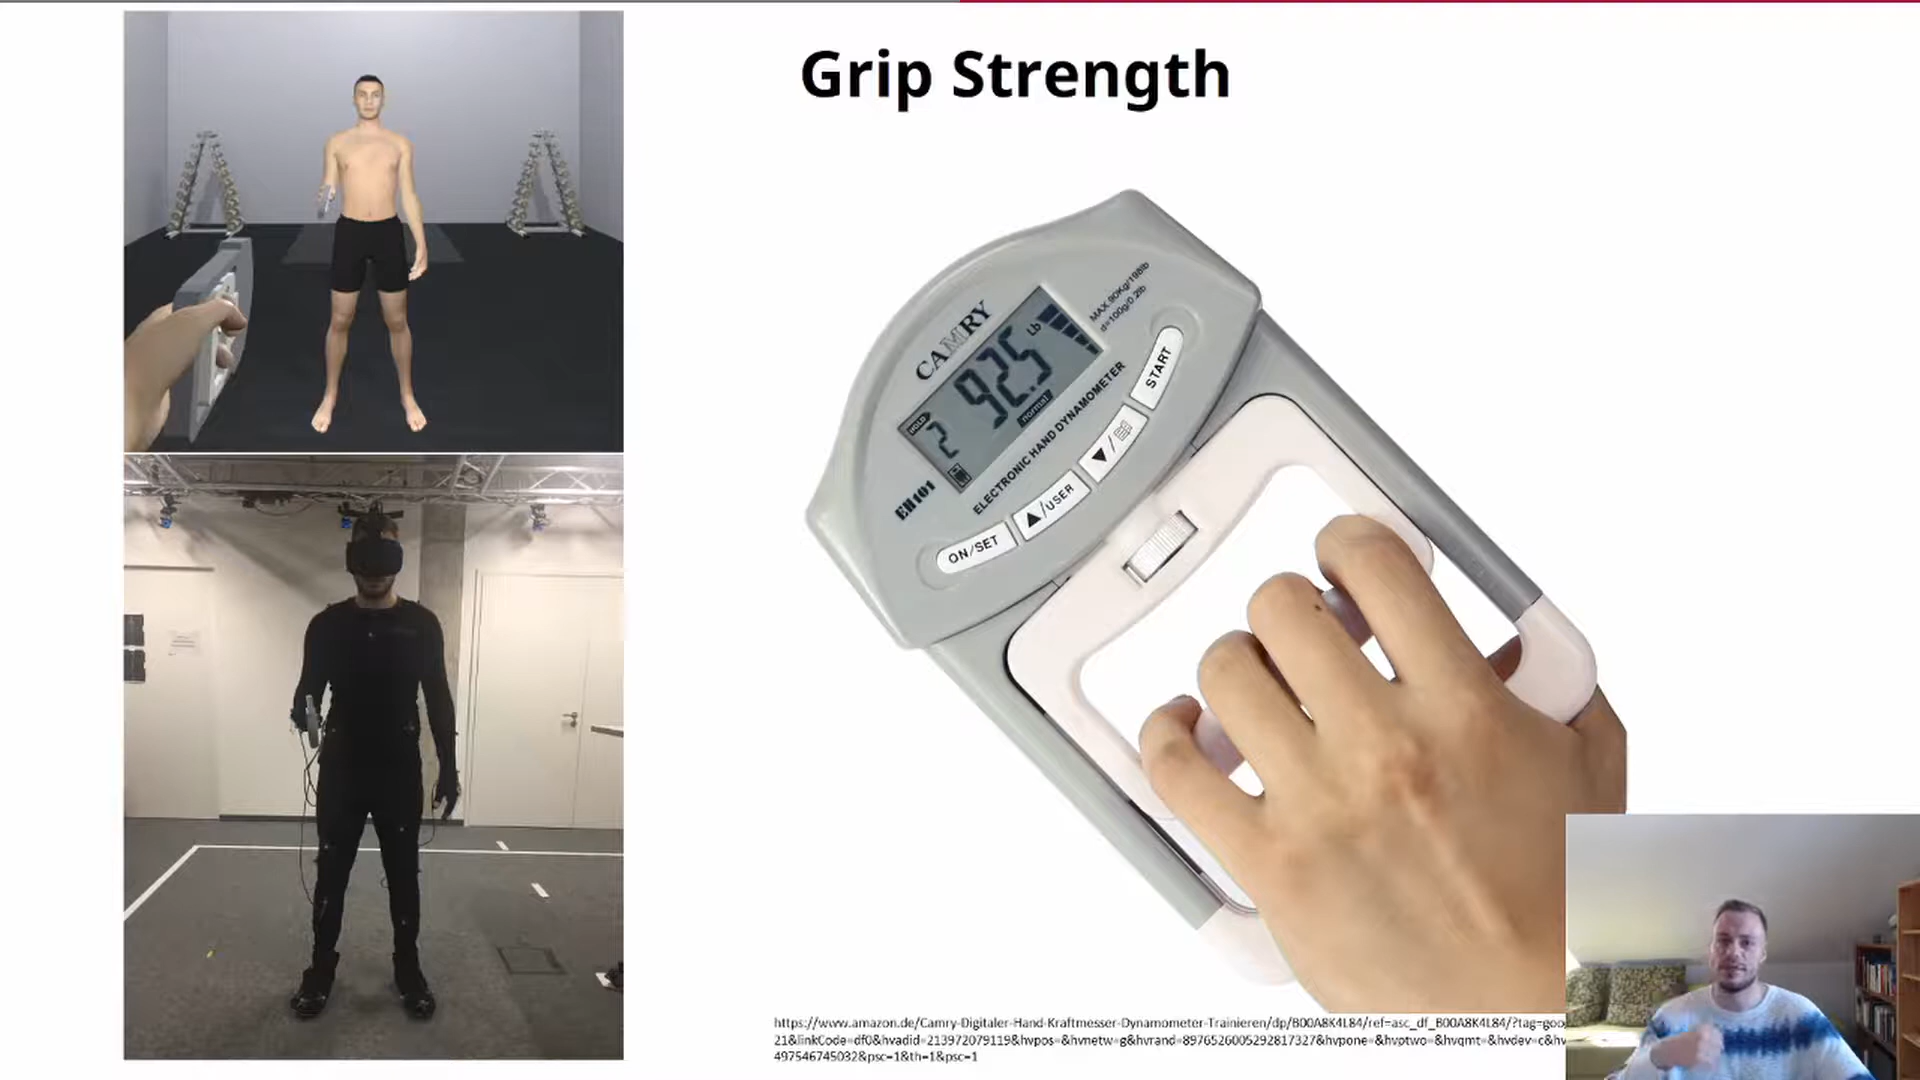 Grip Strength
CAMRY
MAX.90Kg/198lb
d=100g/0.2lb
HOLD
2 92.5 Lb
normal
EH101
ELECTRONIC HAND DYNAMOMETER
ON/SET
▲/USER
▼/
START
https://www.amazon.de/Camry-Digitaler-Hand-Kraftmesser-Dynamometer-Trainieren/dp/B00A8K4L84/ref=asc_df_B00A8K4L84/?tag=goo
21&linkCode=df0&hvadid=213972079119&hvpos=&hvnetw=g&hvrand=8976526005292817327&hvpone=&hvptwo=&hvqmt=&hvdev=c&hv
497546745032&psc=1&th=1&psc=1